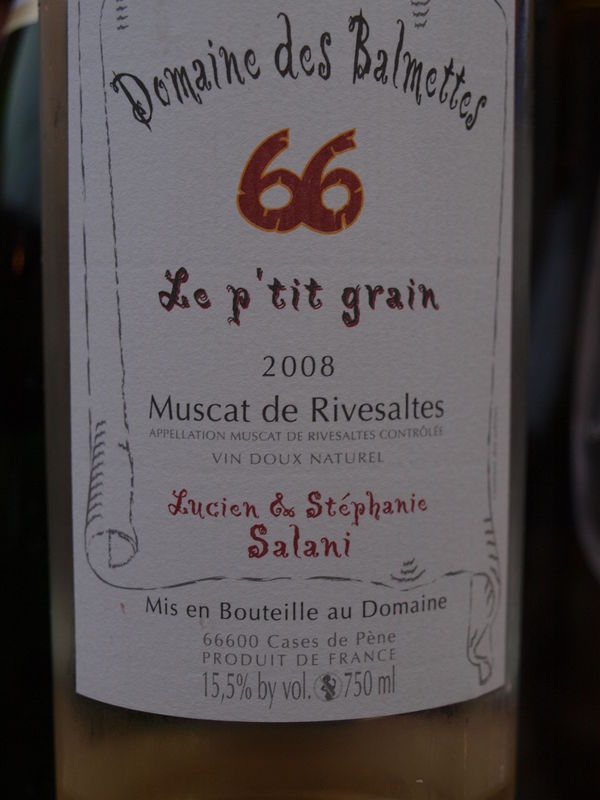 Domaine des Balmettes
66
Le p'tit grain
2008
Muscat de Rivesaltes
APPELLATION MUSCAT DE RIVESALTES CONTRÔLÉE
VIN DOUX NATUREL
Lucien & Stéphanie
Salani
Mis en Bouteille au Domaine
66600 Cases de Pène
PRODUIT DE FRANCE
15,5% by vol. 750 ml